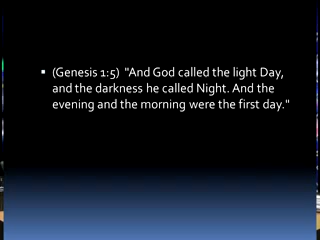 ▪ (Genesis 1:5) "And God called the light Day,
and the darkness he called Night. And the
evening and the morning were the first day."